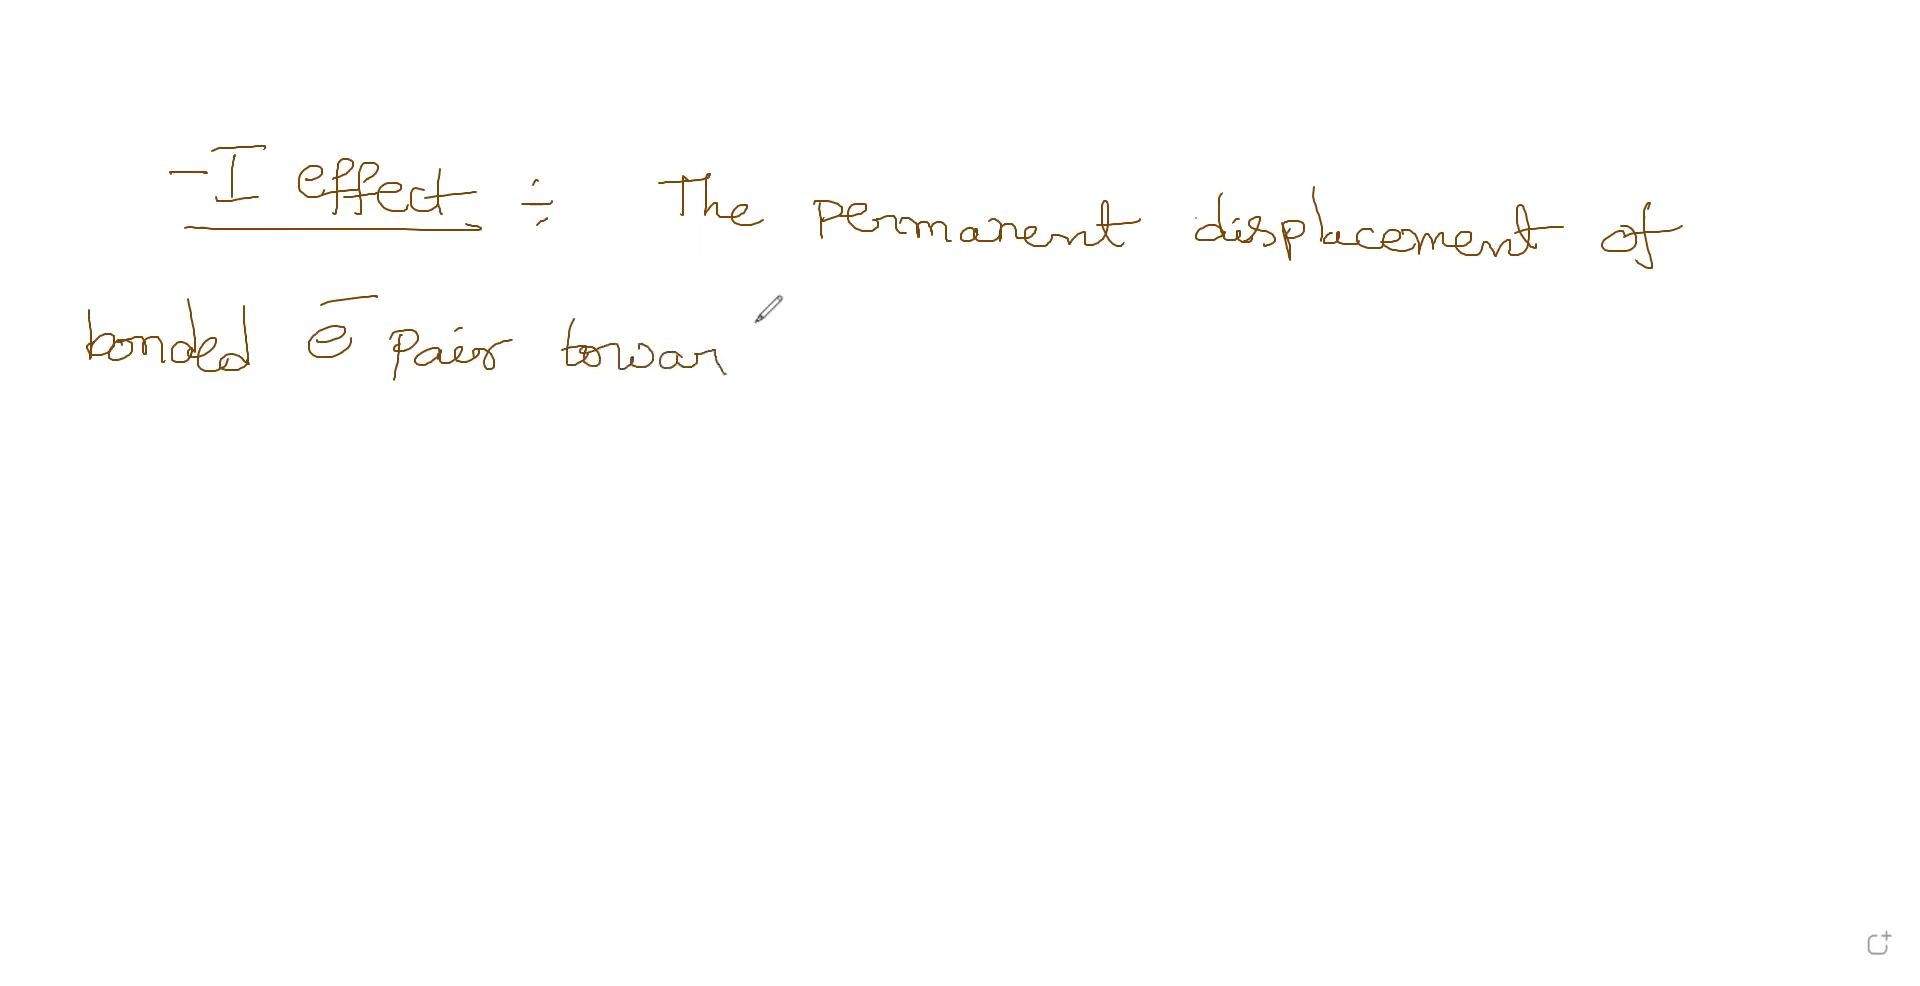 -I effect ÷ The permanent displacement of
bonded e̅ pair towar